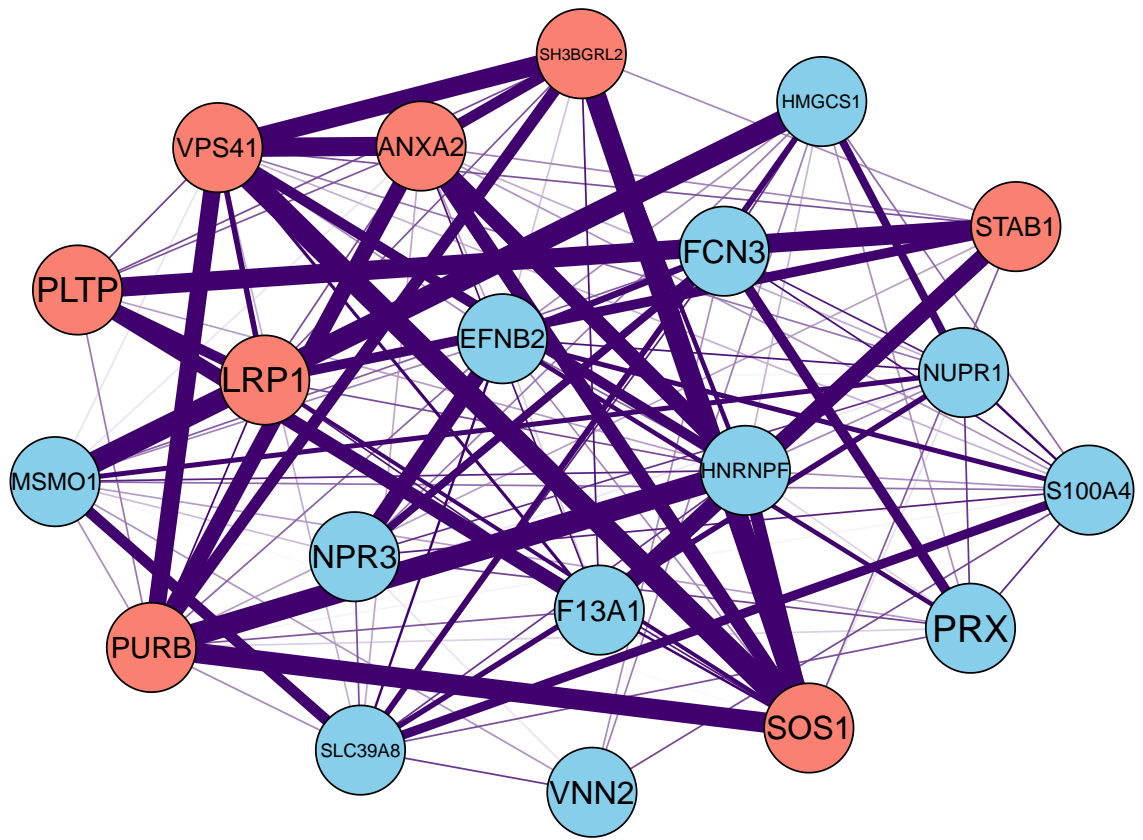 SH3BGRL2
HMGCS1
VPS41
ANXA2
STAB1
FCN3
PLTP
EFNB2
LRP1
NUPR1
HNRNPF
MSMO1
S100A4
NPR3
F13A1
PRX
PURB
SOS1
SLC39A8
VNN2